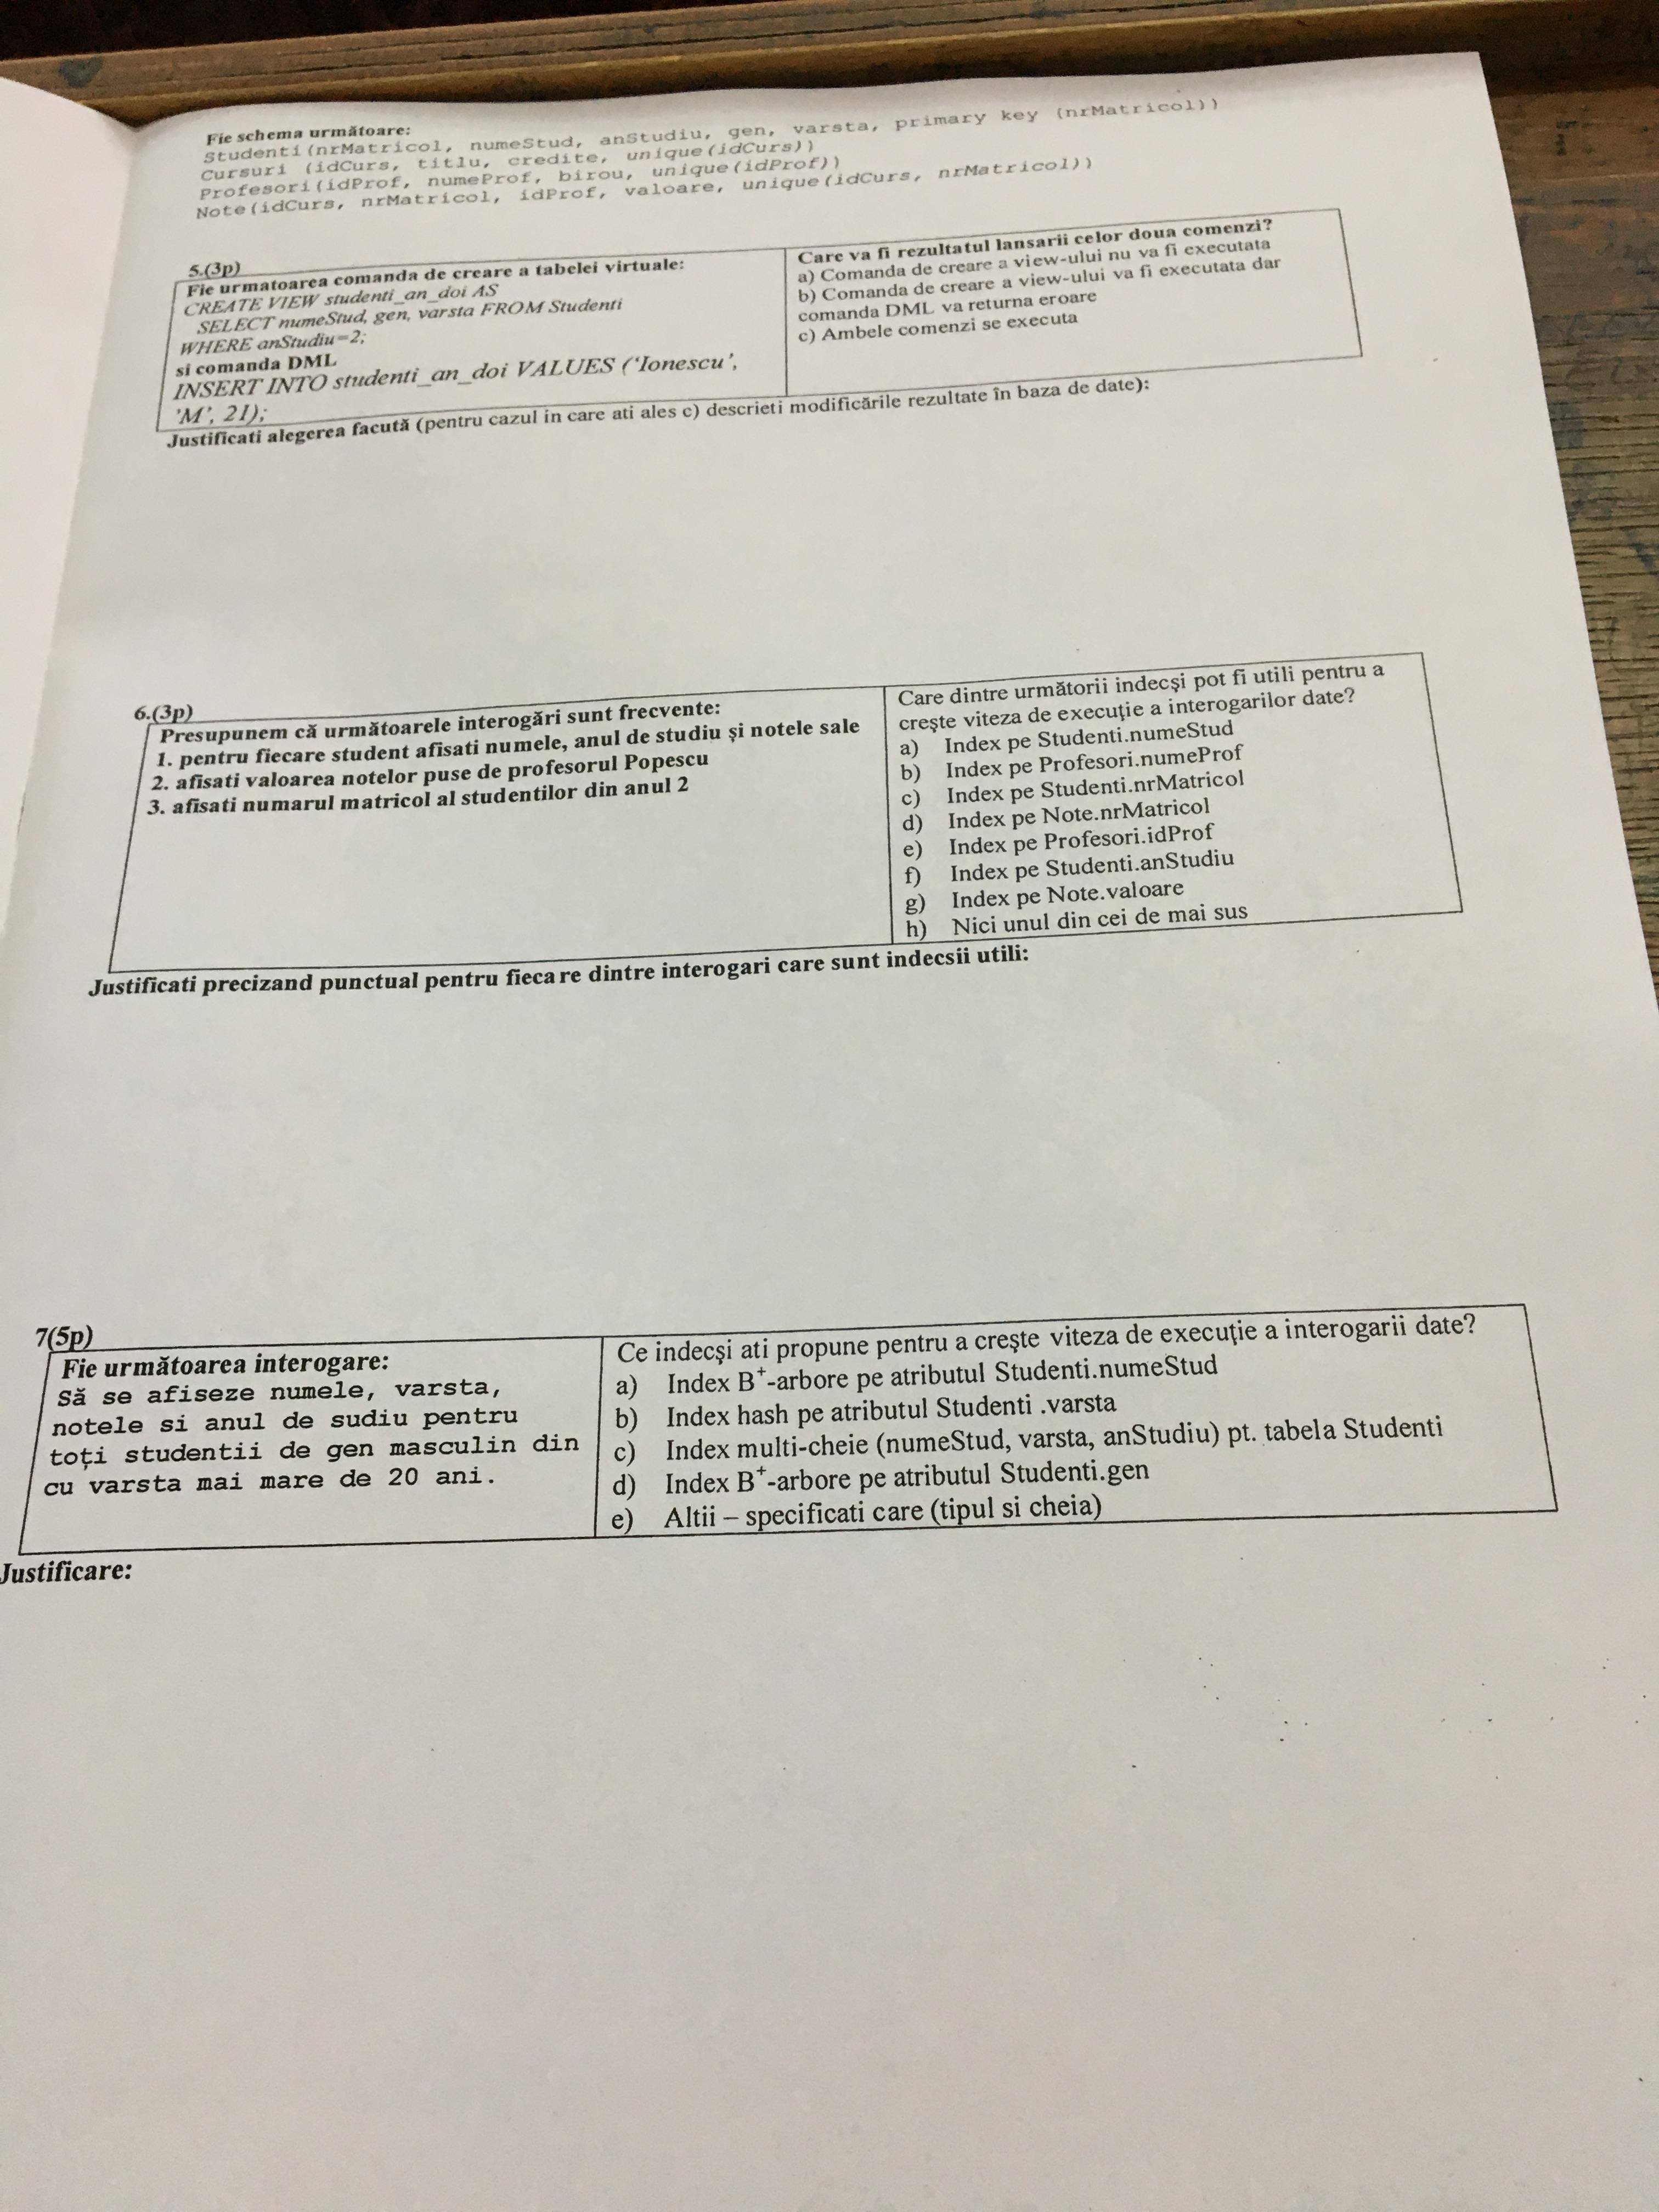 Fie schema următoare:
Studenti(nrMatricol, numeStud, anStudiu, gen, varsta, primary key (nrMatricol))
Cursuri (idCurs, titlu, credite, unique(idCurs))
Profesori(idProf, numeProf, birou, unique(idProf))
Note(idCurs, nrMatricol, idProf, valoare, unique(idCurs, nrMatricol))
5.(3p)
Fie urmatoarea comanda de creare a tabelei virtuale:
CREATE VIEW studenti_an_doi AS
SELECT numeStud, gen, varsta FROM Studenti
WHERE anStudiu=2;
si comanda DML
INSERT INTO studenti_an_doi VALUES (‘Ionescu’,
’M’, 21);
Care va fi rezultatul lansarii celor doua comenzi?
a) Comanda de creare a view-ului nu va fi executata
b) Comanda de creare a view-ului va fi executata dar
comanda DML va returna eroare
c) Ambele comenzi se executa
Justificati alegerea facută (pentru cazul in care ati ales c) descrieti modificările rezultate în baza de date):
6.(3p)
Presupunem că următoarele interogări sunt frecvente:
1. pentru fiecare student afisati numele, anul de studiu şi notele sale
2. afisati valoarea notelor puse de profesorul Popescu
3. afisati numarul matricol al studentilor din anul 2
Care dintre următorii indecşi pot fi utili pentru a
creşte viteza de execuţie a interogarilor date?
a) Index pe Studenti.numeStud
b) Index pe Profesori.numeProf
c) Index pe Studenti.nrMatricol
d) Index pe Note.nrMatricol
e) Index pe Profesori.idProf
f) Index pe Studenti.anStudiu
g) Index pe Note.valoare
h) Nici unul din cei de mai sus
Justificati precizand punctual pentru fiecare dintre interogari care sunt indecsii utili:
7(5p)
Fie următoarea interogare:
Să se afiseze numele, varsta,
notele si anul de sudiu pentru
toţi studentii de gen masculin din
cu varsta mai mare de 20 ani.
Ce indecşi ati propune pentru a creşte viteza de execuţie a interogarii date?
a) Index B⁺-arbore pe atributul Studenti.numeStud
b) Index hash pe atributul Studenti .varsta
c) Index multi-cheie (numeStud, varsta, anStudiu) pt. tabela Studenti
d) Index B⁺-arbore pe atributul Studenti.gen
e) Altii – specificati care (tipul si cheia)
Justificare: